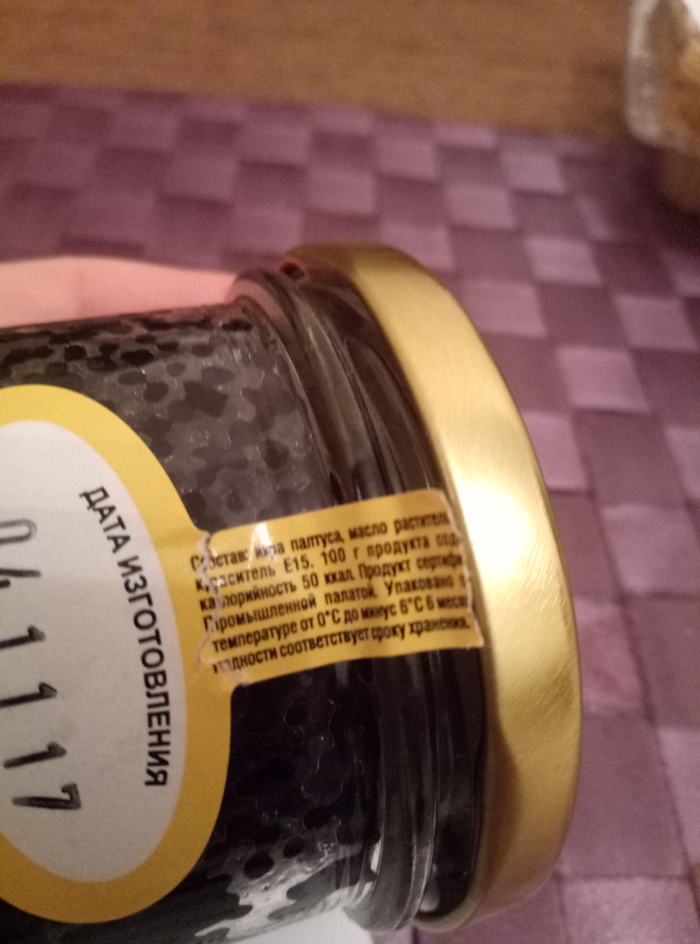 ДАТА ИЗГОТОВЛЕНИЯ
04 11 17
Состав: икра палтуса, масло растител
краситель Е15. 100 г продукта сод
калорийность 50 ккал. Продукт сертифи
Промышленной палатой. Упаковано
температуре от 0°С до минус 6°С 6 меся
годности соответствует сроку хранения.